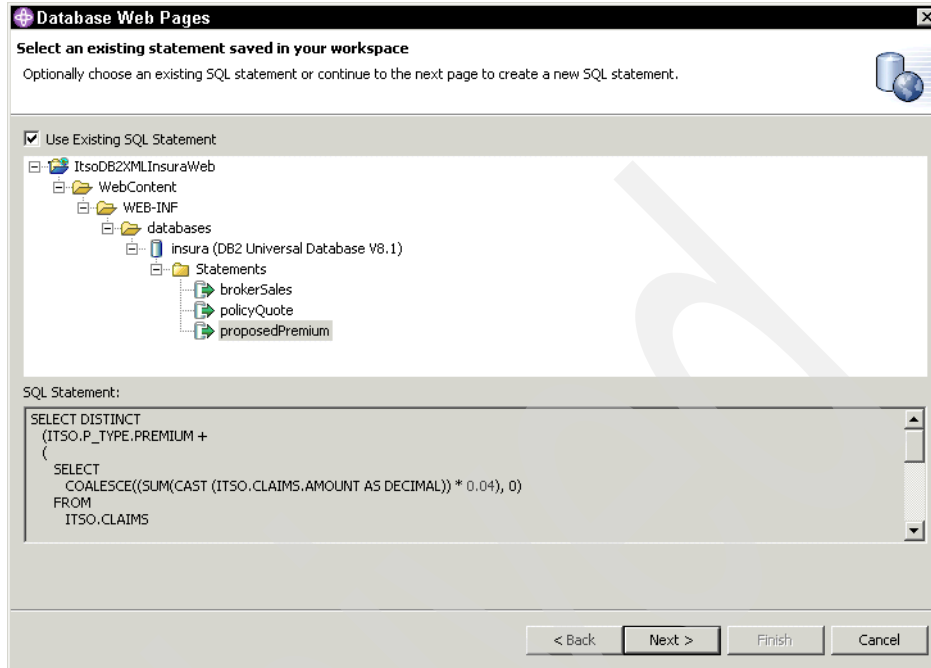 Database Web Pages
Select an existing statement saved in your workspace
Optionally choose an existing SQL statement or continue to the next page to create a new SQL statement.
Use Existing SQL Statement
ItsoDB2XMLInsuraWeb
WebContent
WEB-INF
databases
insura (DB2 Universal Database V8.1)
Statements
brokerSales
policyQuote
proposedPremium
SQL Statement:
SELECT DISTINCT
(ITSO.P_TYPE.PREMIUM +
(
SELECT
COALESCE((SUM(CAST (ITSO.CLAIMS.AMOUNT AS DECIMAL)) * 0.04), 0)
FROM
ITSO.CLAIMS
< Back Next > Finish Cancel